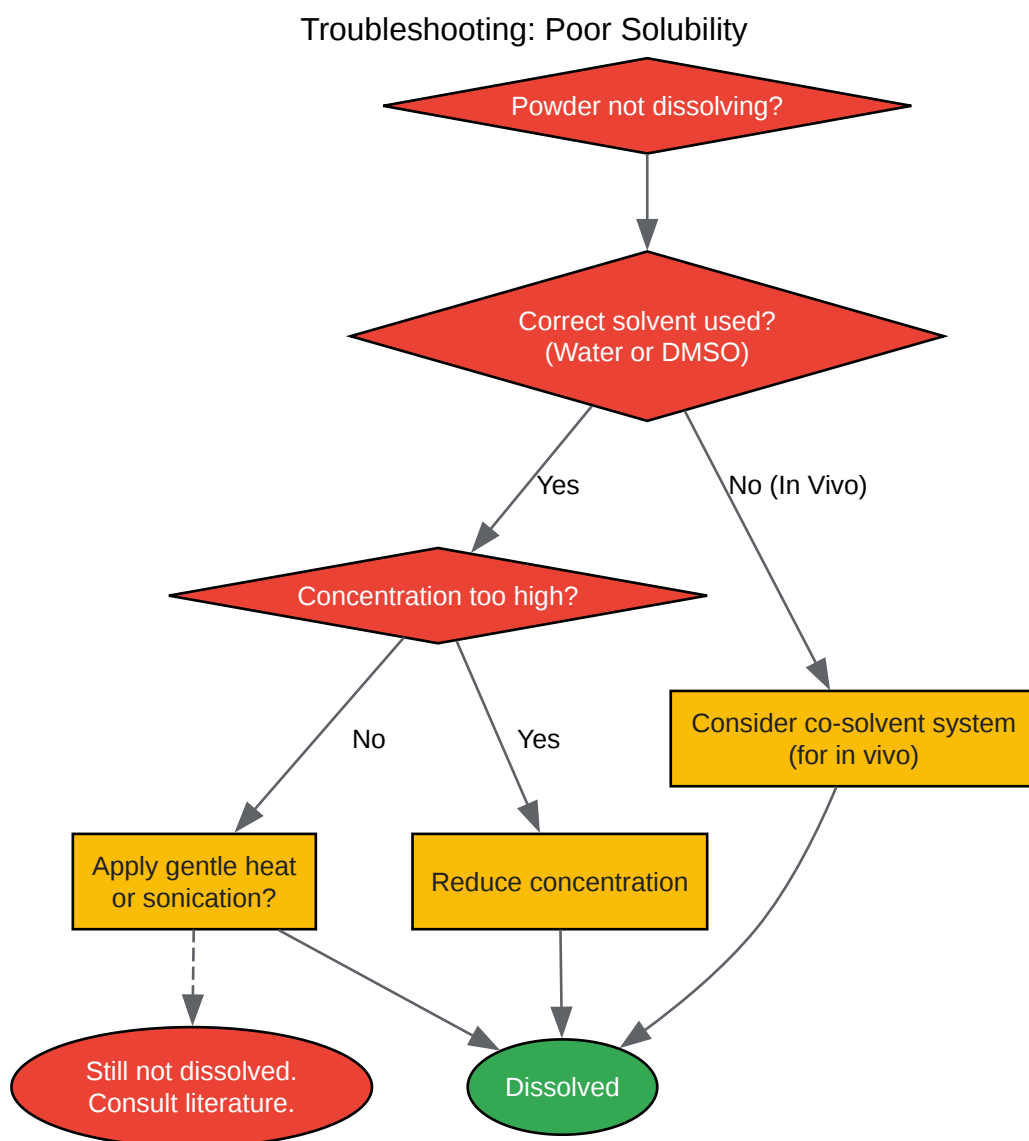 Troubleshooting: Poor Solubility
Powder not dissolving?
Correct solvent used?
(Water or DMSO)
Yes
No (In Vivo)
Concentration too high?
Consider co-solvent system
(for in vivo)
No
Yes
Apply gentle heat
or sonication?
Reduce concentration
Still not dissolved.
Consult literature.
Dissolved